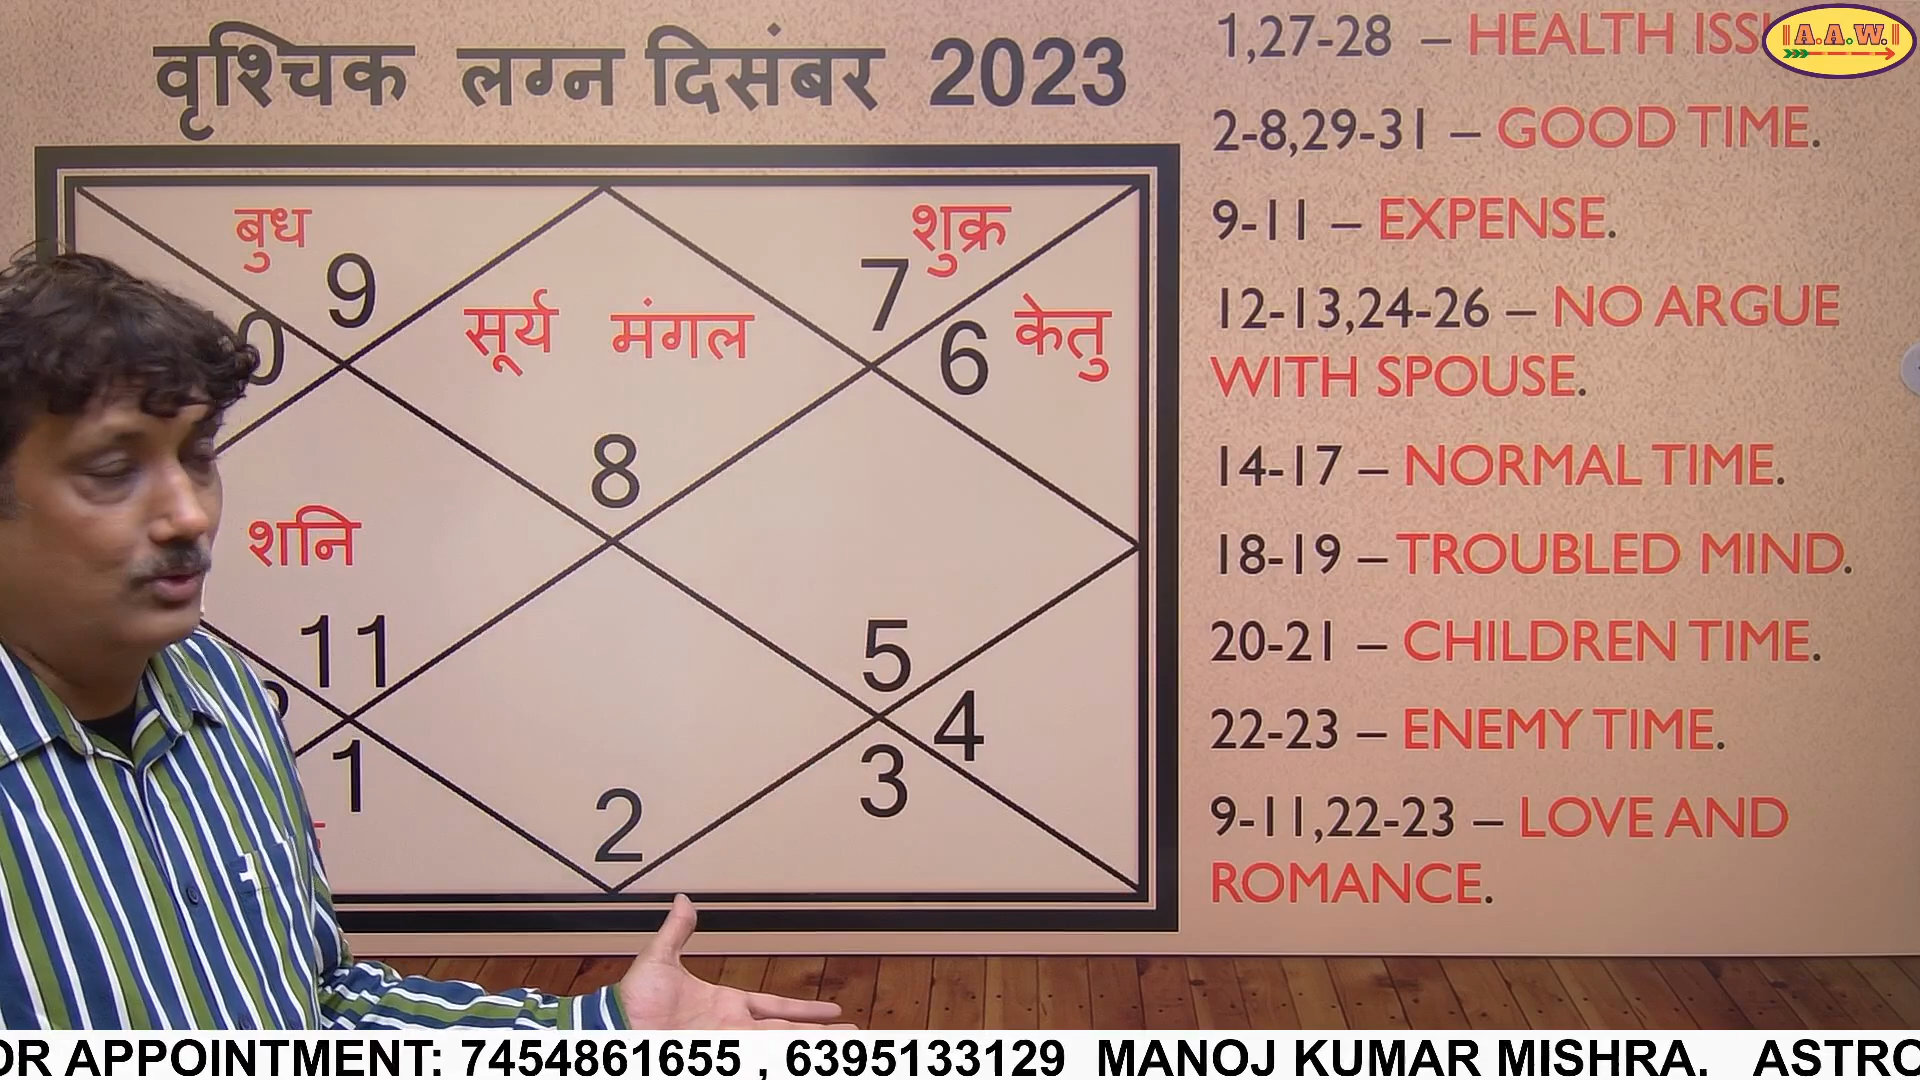 वृश्चिक लग्न दिसंबर 2023
1,27-28 – HEALTH
A.A.W.
2-8,29-31 – GOOD TIME.
9-11 – EXPENSE.
12-13,24-26 – NO ARGUE
WITH SPOUSE.
14-17 – NORMAL TIME.
18-19 – TROUBLED MIND.
20-21 – CHILDREN TIME.
22-23 – ENEMY TIME.
9-11,22-23 – LOVE AND
ROMANCE.
बुध
9
सूर्य मंगल
शुक्र
7
केतु
6
8
शनि
11
5
4
1
2
3
APPOINTMENT: 7454861655 , 6395133129 MANOJ KUMAR MISHRA.